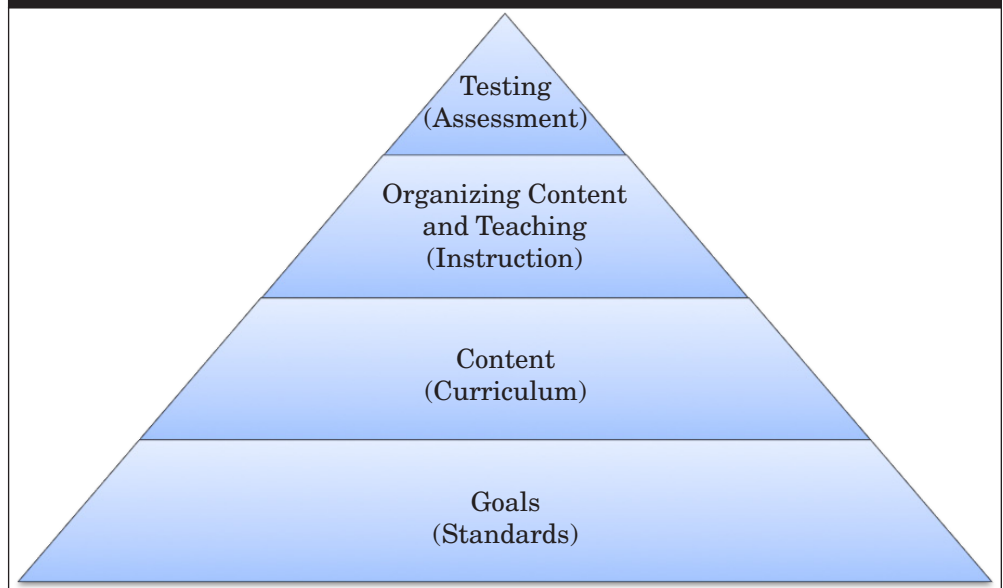 Testing
(Assessment)
Organizing Content
and Teaching
(Instruction)
Content
(Curriculum)
Goals
(Standards)